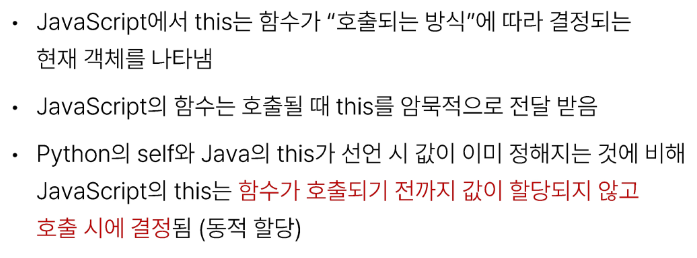 • JavaScript에서 this는 함수가 “호출되는 방식”에 따라 결정되는
현재 객체를 나타냄
• JavaScript의 함수는 호출될 때 this를 암묵적으로 전달 받음
• Python의 self와 Java의 this가 선언 시 값이 이미 정해지는 것에 비해
JavaScript의 this는 함수가 호출되기 전까지 값이 할당되지 않고
호출 시에 결정됨 (동적 할당)